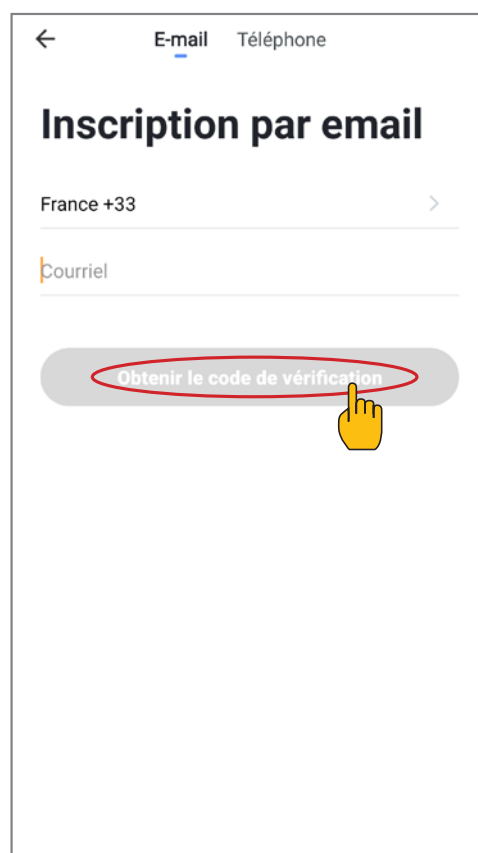 E-mail Téléphone
Inscription par email
France +33
Courriel
Obtenir le code de vérification